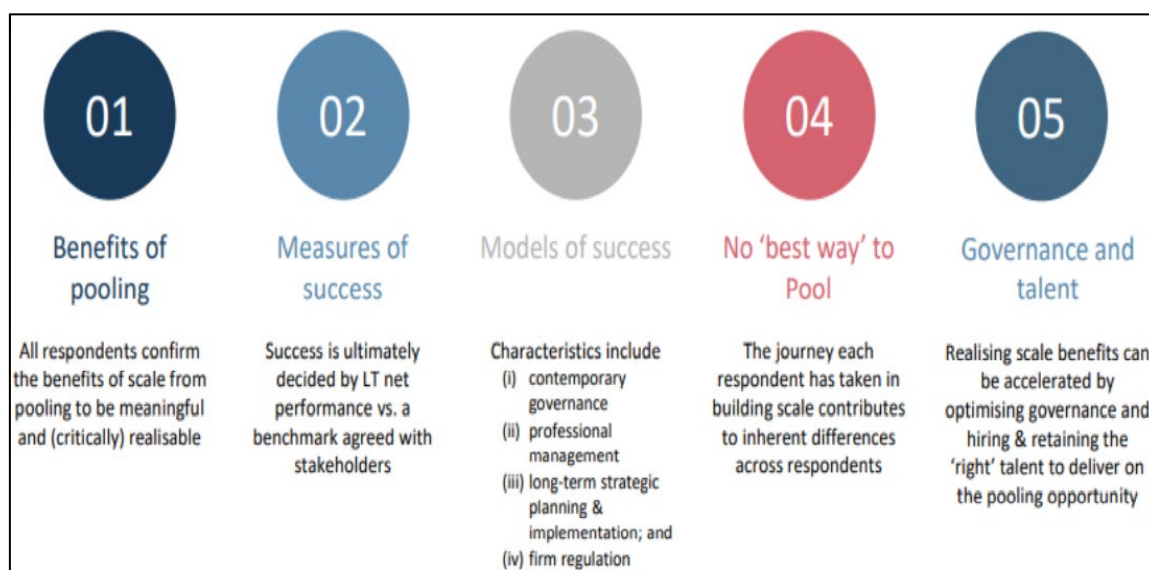 01
Benefits of
pooling
All respondents confirm
the benefits of scale from
pooling to be meaningful
and (critically) realisable
02
Measures of
success
Success is ultimately
decided by LT net
performance vs. a
benchmark agreed with
stakeholders
03
Models of success
Characteristics include
(i) contemporary
governance
(ii) professional
management
(iii) long-term strategic
planning &
implementation; and
(iv) firm regulation
04
No ‘best way’ to
Pool
The journey each
respondent has taken in
building scale contributes
to inherent differences
across respondents
05
Governance and
talent
Realising scale benefits can
be accelerated by
optimising governance and
hiring & retaining the
‘right’ talent to deliver on
the pooling opportunity